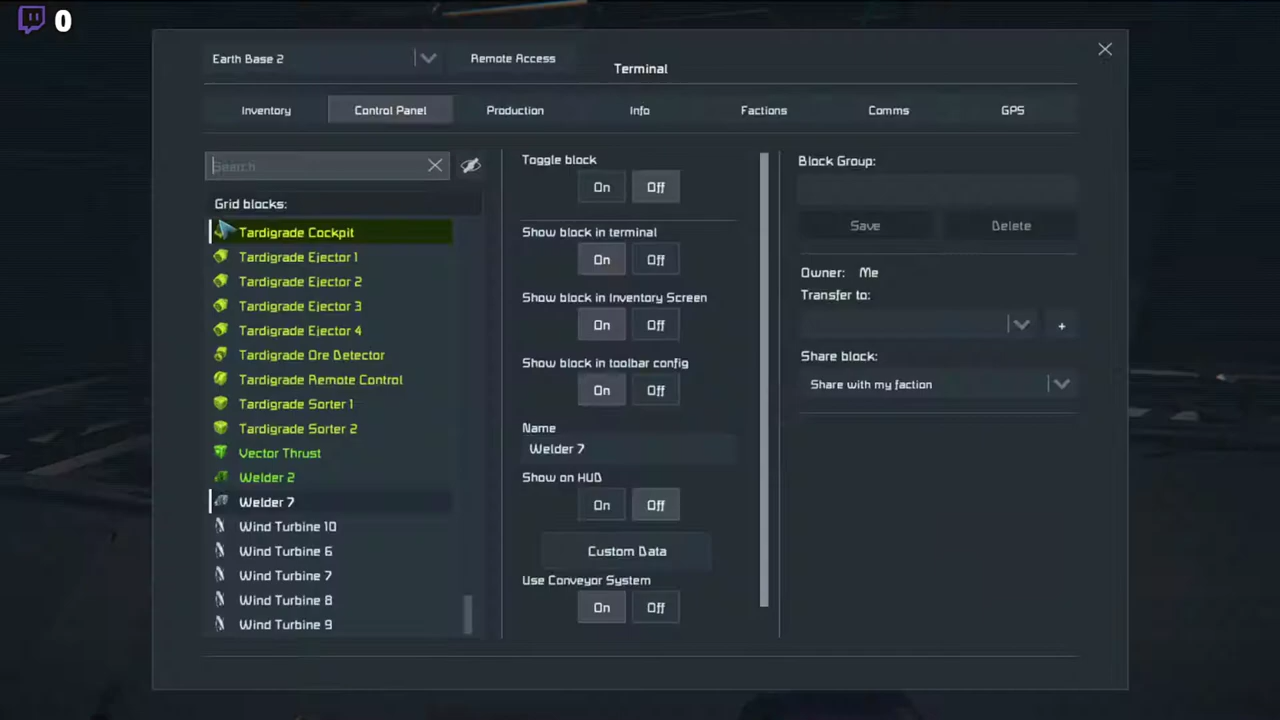 0
Earth Base 2
Remote Access
Terminal
Inventory
Control Panel
Production
Info
Factions
Comms
GPS
Search
Grid blocks:
Tardigrade Cockpit
Tardigrade Ejector 1
Tardigrade Ejector 2
Tardigrade Ejector 3
Tardigrade Ejector 4
Tardigrade Ore Detector
Tardigrade Remote Control
Tardigrade Sorter 1
Tardigrade Sorter 2
Vector Thrust
Welder 2
Welder 7
Wind Turbine 10
Wind Turbine 6
Wind Turbine 7
Wind Turbine 8
Wind Turbine 9
Toggle block
On Off
Show block in terminal
On Off
Show block in Inventory Screen
On Off
Show block in toolbar config
On Off
Name
Welder 7
Show on HUD
On Off
Custom Data
Use Conveyor System
On Off
Block Group:
Save Delete
Owner: Me
Transfer to:
+
Share block:
Share with my faction